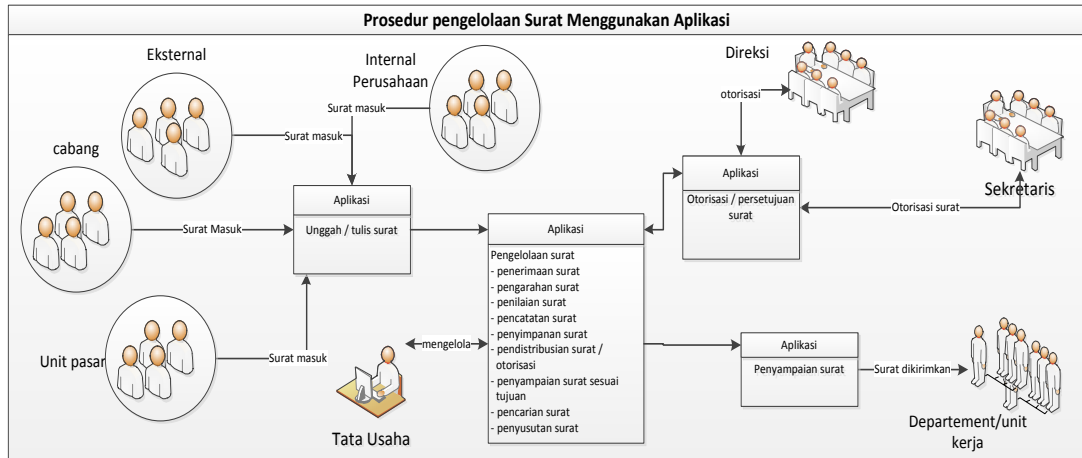 Prosedur pengelolaan Surat Menggunakan Aplikasi
Eksternal
Internal
Perusahaan
Direksi
Surat masuk
Surat masuk
otorisasi
cabang
Sekretaris
Aplikasi
Unggah / tulis surat
Surat Masuk
Aplikasi
Otorisasi / persetujuan
surat
Otorisasi surat
Aplikasi
Pengelolaan surat
- penerimaan surat
- pengarahan surat
- penilaian surat
- pencatatan surat
- penyimpanan surat
- pendistribusian surat /
otorisasi
- penyampaian surat sesuai
tujuan
- pencarian surat
- penyusutan surat
Unit pasar
Surat masuk
mengelola
Tata Usaha
Aplikasi
Penyampaian surat
Surat dikirimkan
Departement/unit
kerja